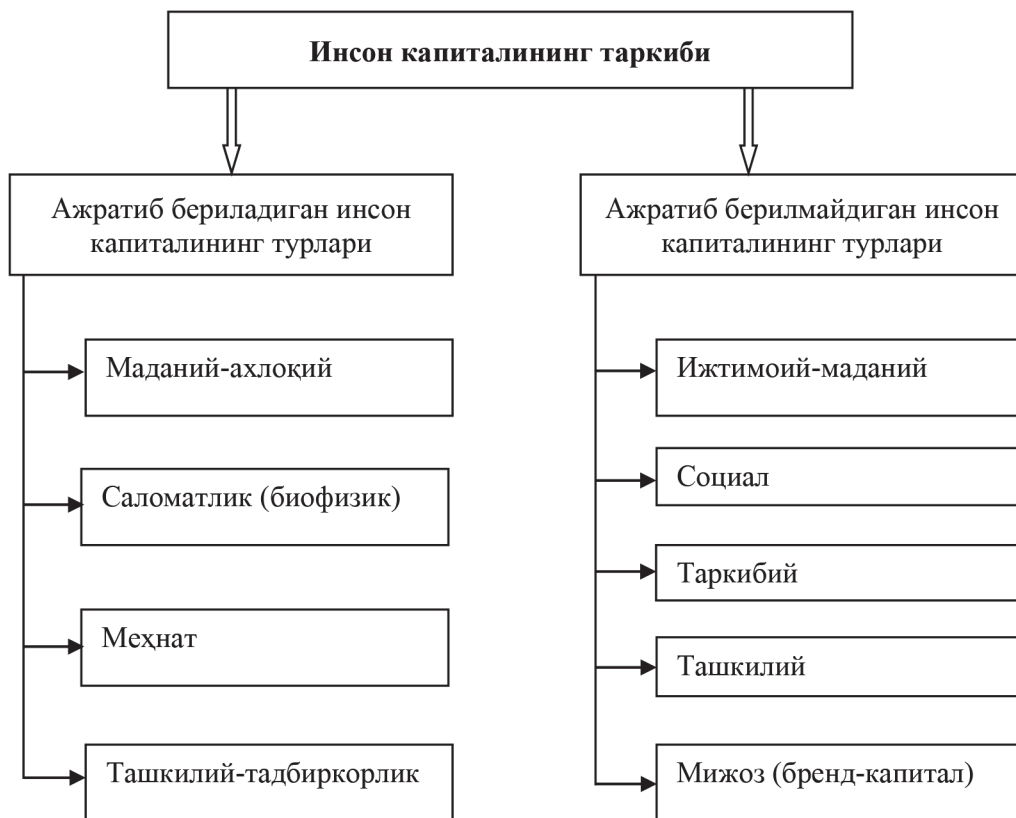 Инсон капиталининг таркиби
Ажратиб бериладиган инсон
капиталининг турлари
Маданий-ахлоқий
Саломатлик (биофизик)
Меҳнат
Ташкилий-тадбиркорлик
Ажратиб берилмайдиган инсон
капиталининг турлари
Ижтимоий-маданий
Социал
Таркибий
Ташкилий
Мижоз (бренд-капитал)